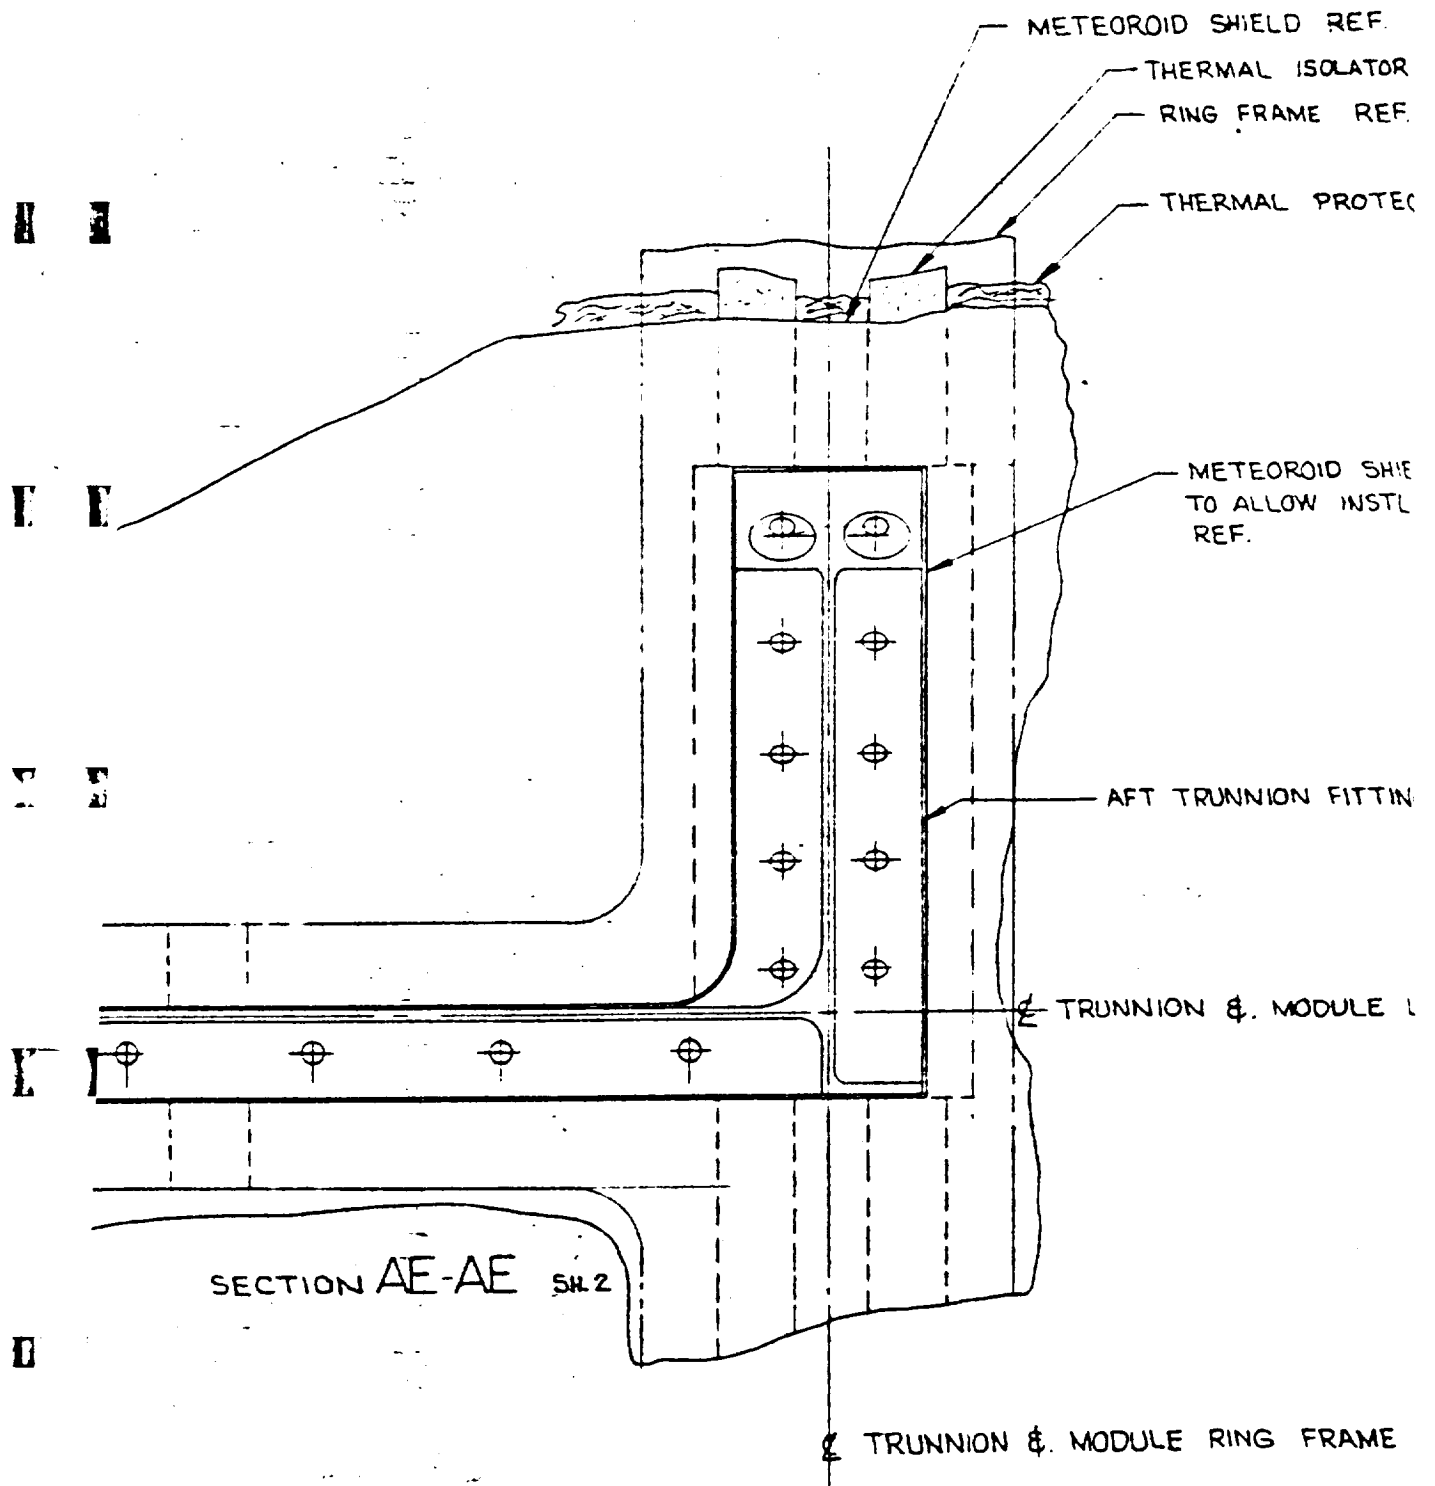 METEOROID SHIELD REF.
THERMAL ISOLATOR
RING FRAME REF.
THERMAL PROTEC
METEOROID SHIE
TO ALLOW INSTL
REF.
AFT TRUNNION FITTIN
℄ TRUNNION &. MODULE L
SECTION AE-AE SH.2
℄ TRUNNION &. MODULE RING FRAME